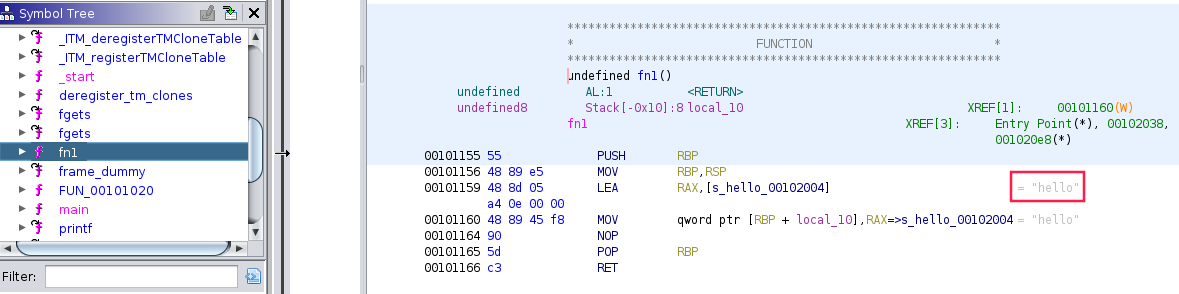 Symbol Tree
_ITM_deregisterTMCloneTable
_ITM_registerTMCloneTable
_start
deregister_tm_clones
fgets
fgets
fn1
frame_dummy
FUN_00101020
main
printf
Filter:
*************************************************************
* FUNCTION *
*************************************************************
undefined fn1()
undefined AL:1 <RETURN>
undefined8 Stack[-0x10]:8 local_10 XREF[1]: 00101160(W)
fn1 XREF[3]: Entry Point(*), 00102038,
001020e8(*)
00101155 55 PUSH RBP
00101156 48 89 e5 MOV RBP,RSP
00101159 48 8d 05 LEA RAX,[s_hello_00102004] = "hello"
a4 0e 00 00
00101160 48 89 45 f8 MOV qword ptr [RBP + local_10],RAX=>s_hello_00102004 = "hello"
00101164 90 NOP
00101165 5d POP RBP
00101166 c3 RET